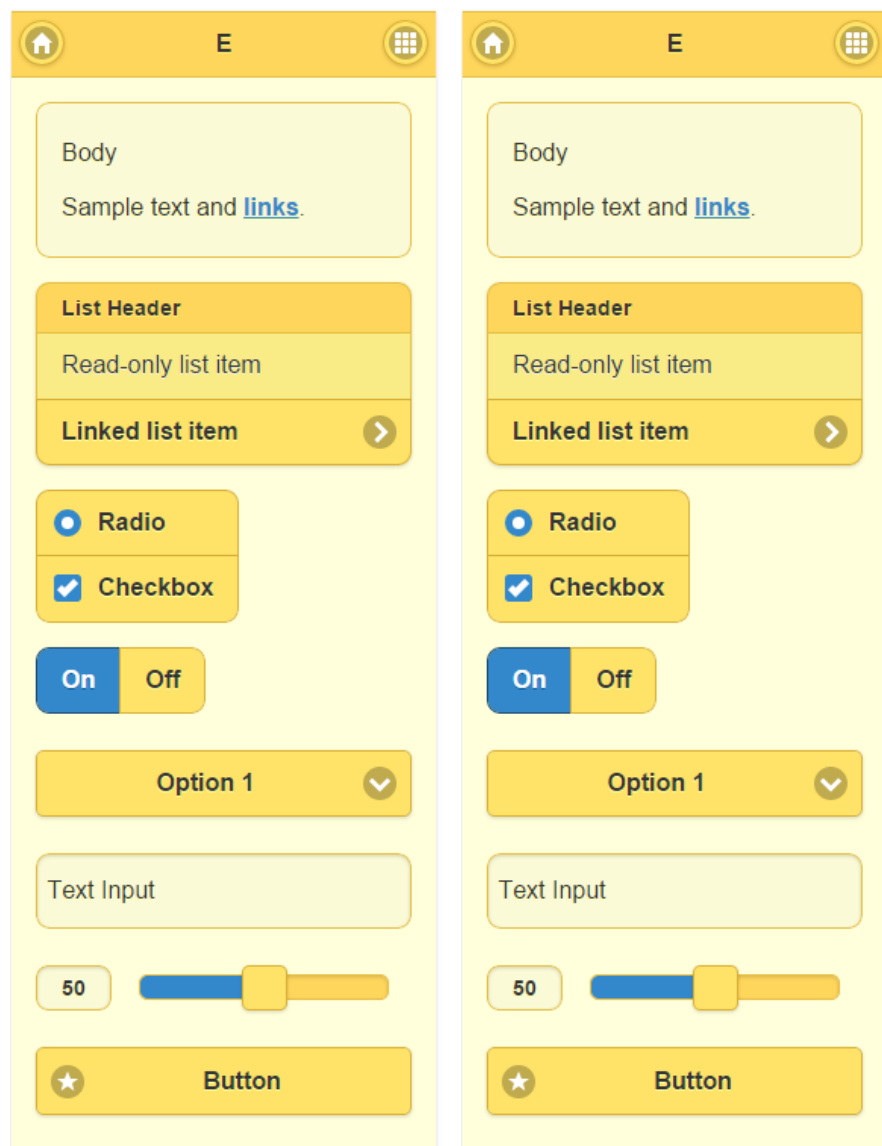 E
Body
Sample text and links.
List Header
Read-only list item
Linked list item
Radio
Checkbox
On Off
Option 1
Text Input
50
Button
E
Body
Sample text and links.
List Header
Read-only list item
Linked list item
Radio
Checkbox
On Off
Option 1
Text Input
50
Button